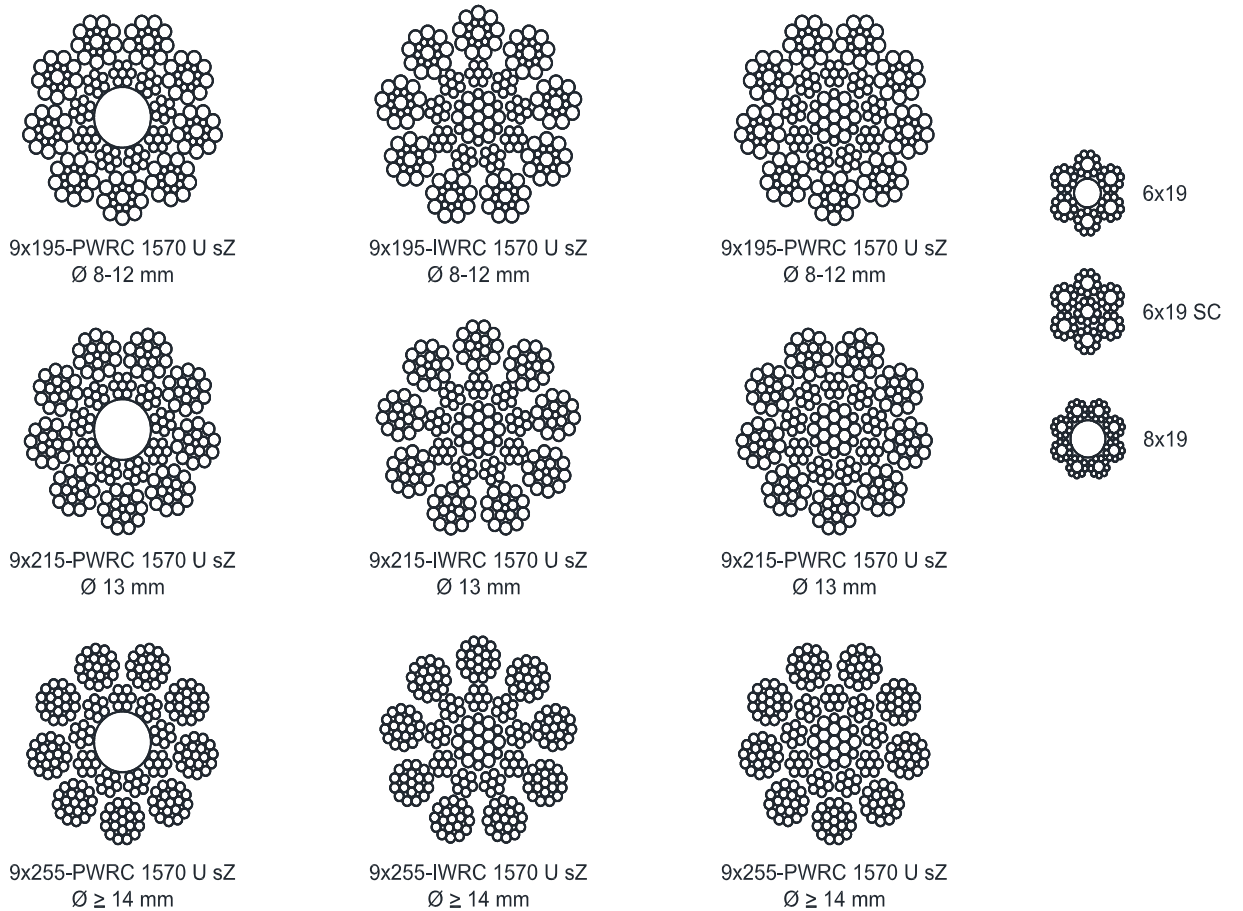 9x195-PWRC 1570 U sZ
Ø 8-12 mm
9x195-IWRC 1570 U sZ
Ø 8-12 mm
9x195-PWRC 1570 U sZ
Ø 8-12 mm
6x19
6x19 SC
8x19
9x215-PWRC 1570 U sZ
Ø 13 mm
9x215-IWRC 1570 U sZ
Ø 13 mm
9x215-PWRC 1570 U sZ
Ø 13 mm
9x255-PWRC 1570 U sZ
Ø ≥ 14 mm
9x255-IWRC 1570 U sZ
Ø ≥ 14 mm
9x255-PWRC 1570 U sZ
Ø ≥ 14 mm